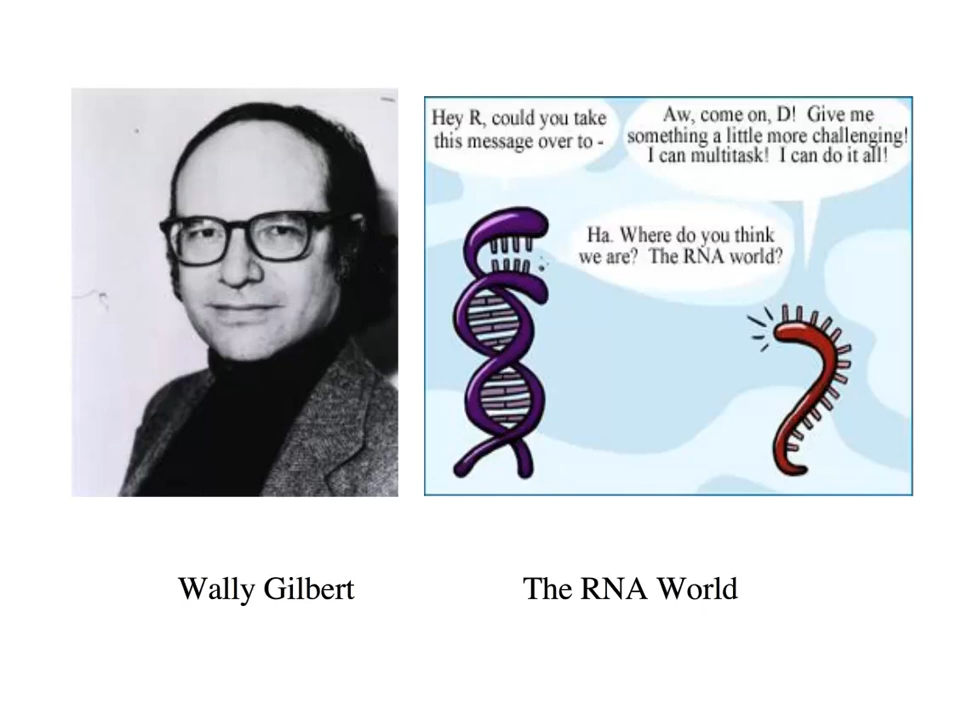 Hey R, could you take
this message over to -
Aw, come on, D! Give me
something a little more challenging!
I can multitask! I can do it all!
Ha. Where do you think
we are? The RNA world?
Wally Gilbert
The RNA World